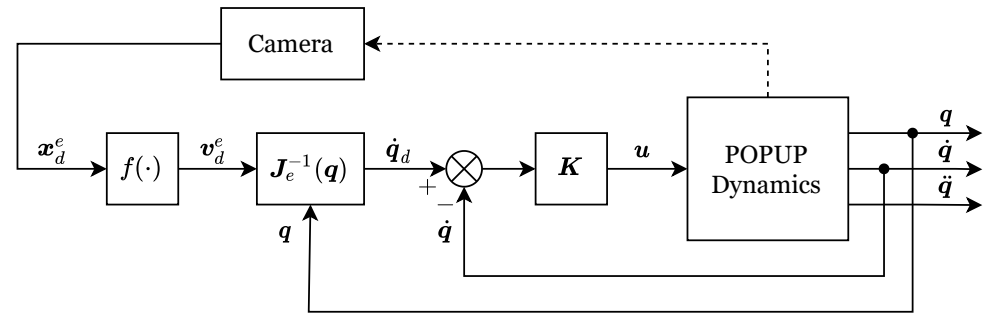 Camera
x_d^e
f(·)
v_d^e
J_e^{-1}(q)
q̇_d
+
−
K
u
POPUP
Dynamics
q
q̇
q̈
q
q̇